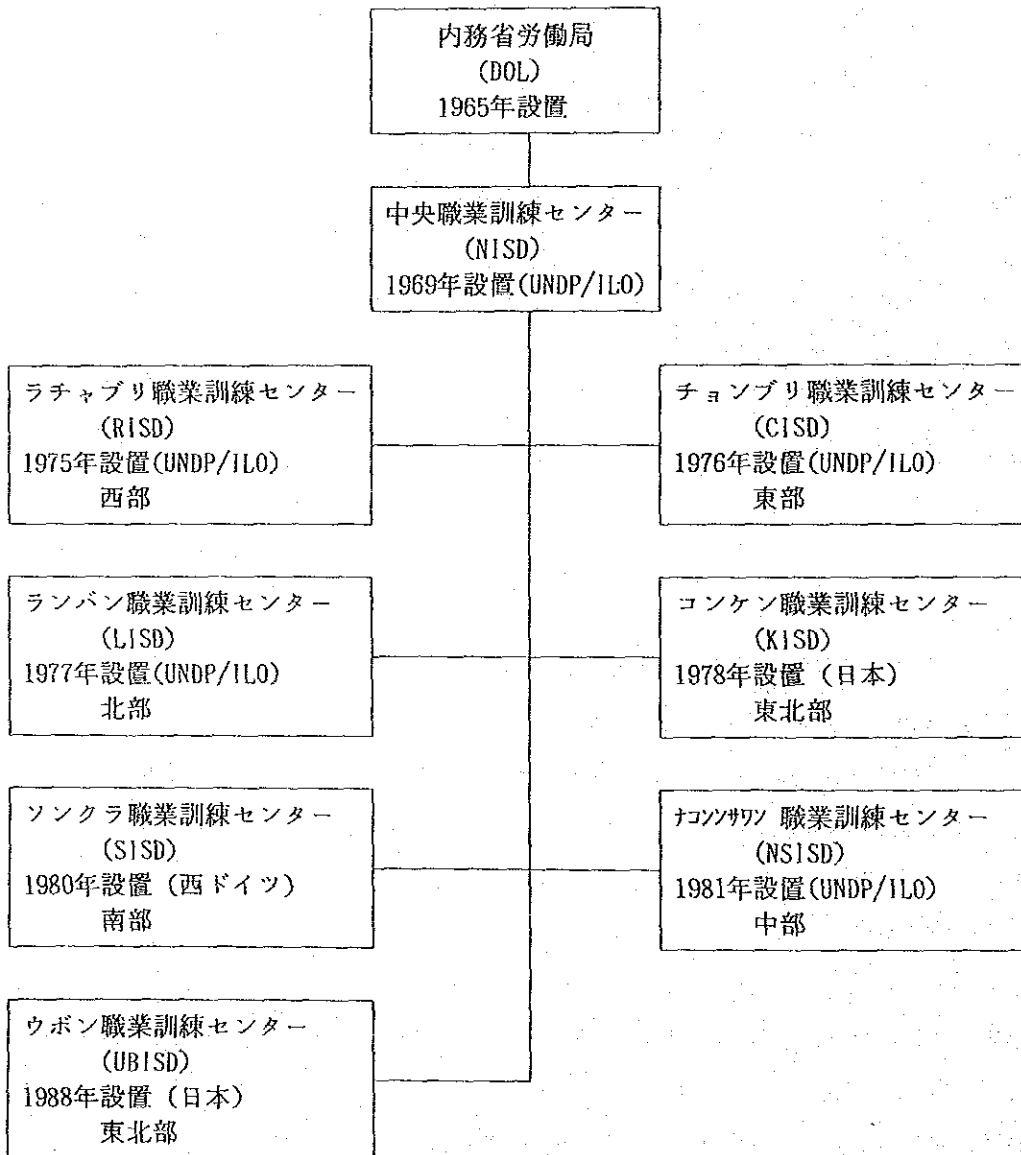 内務省労働局
(DOL)
1965年設置
中央職業訓練センター
(NISD)
1969年設置(UNDP/ILO)
ラチャブリ職業訓練センター
(RISD)
1975年設置(UNDP/ILO)
西部
チョンブリ職業訓練センター
(CISD)
1976年設置(UNDP/ILO)
東部
ランバン職業訓練センター
(LISD)
1977年設置(UNDP/ILO)
北部
コンケン職業訓練センター
(KISD)
1978年設置（日本）
東北部
ソンクラ職業訓練センター
(SISD)
1980年設置（西ドイツ）
南部
ナコンサワン 職業訓練センター
(NSISD)
1981年設置(UNDP/ILO)
中部
ウボン職業訓練センター
(UBISD)
1988年設置（日本）
東北部